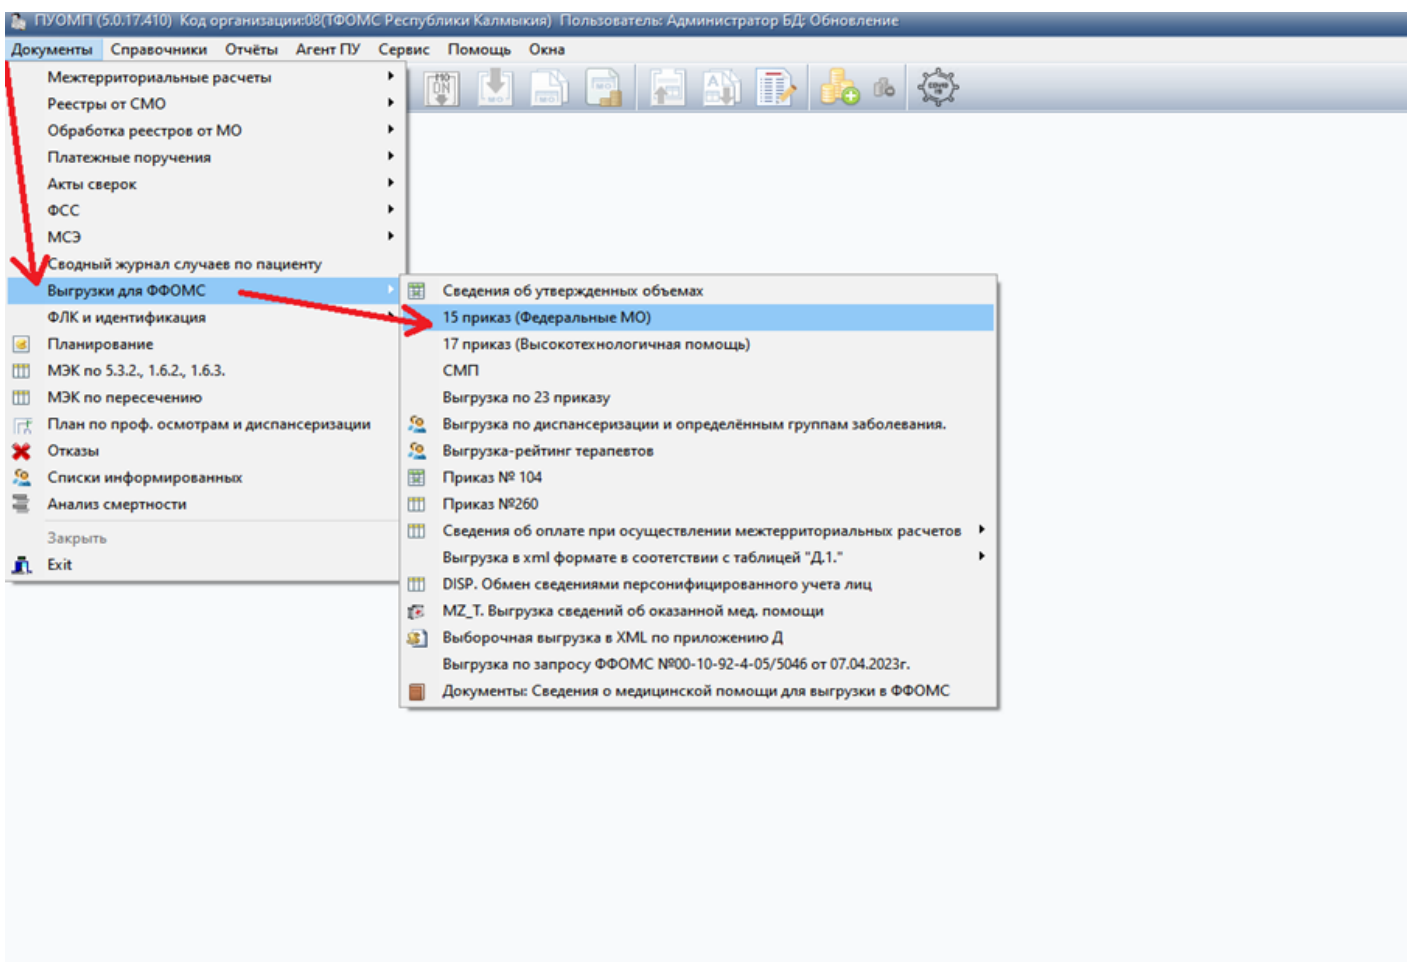 ПУОМП (5.0.17.410) Код организации:08(ТФОМС Республики Калмыкия) Пользователь: Администратор БД: Обновление
Документы Справочники Отчёты Агент ПУ Сервис Помощь Окна
Межтерриториальные расчеты
Реестры от СМО
Обработка реестров от МО
Платежные поручения
Акты сверок
ФСС
МСЭ
Сводный журнал случаев по пациенту
Выгрузки для ФФОМС
ФЛК и идентификация
Планирование
МЭК по 5.3.2., 1.6.2., 1.6.3.
МЭК по пересечению
План по проф. осмотрам и диспансеризации
Отказы
Списки информированных
Анализ смертности
Закрыть
Exit
Сведения об утвержденных объемах
15 приказ (Федеральные МО)
17 приказ (Высокотехнологичная помощь)
СМП
Выгрузка по 23 приказу
Выгрузка по диспансеризации и определённым группам заболевания.
Выгрузка-рейтинг терапевтов
Приказ № 104
Приказ №260
Сведения об оплате при осуществлении межтерриториальных расчетов
Выгрузка в xml формате в соотетствии с таблицей "Д.1."
DISP. Обмен сведениями персонифицированного учета лиц
MZ_T. Выгрузка сведений об оказанной мед. помощи
Выборочная выгрузка в XML по приложению Д
Выгрузка по запросу ФФОМС №00-10-92-4-05/5046 от 07.04.2023г.
Документы: Сведения о медицинской помощи для выгрузки в ФФОМС